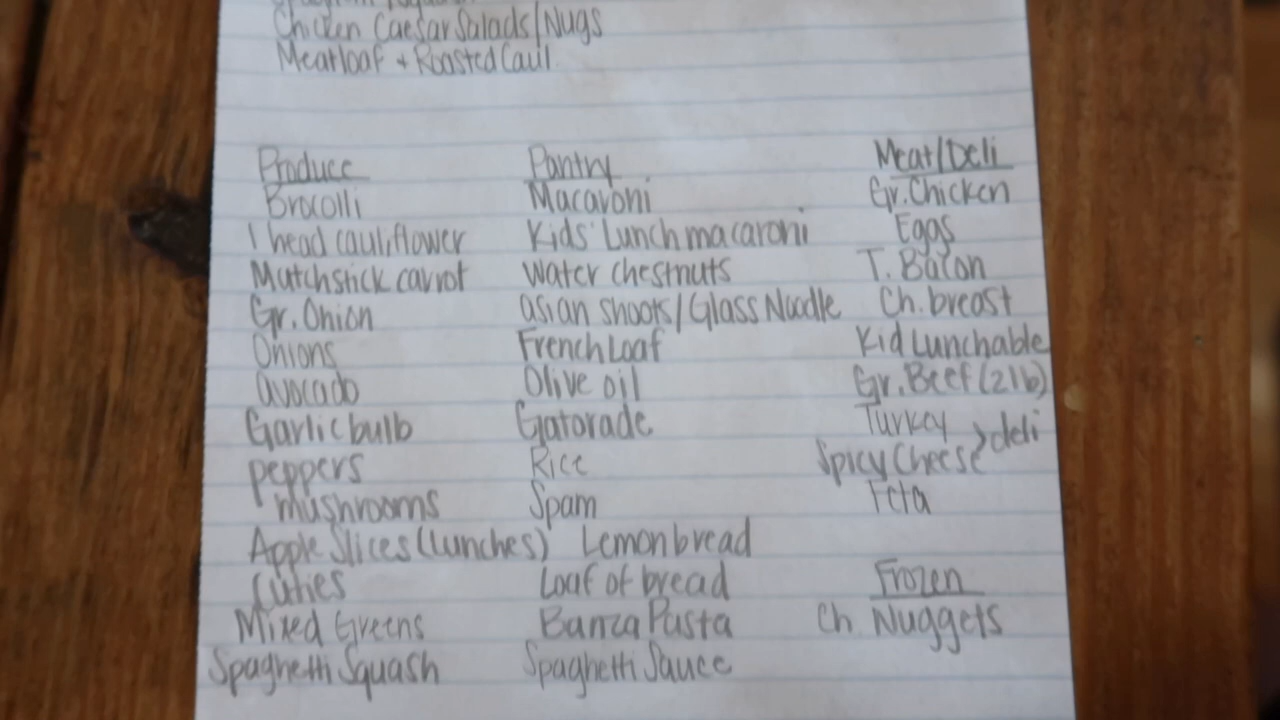 Chicken Caesar Salads/Nugs
Meatloaf + Roasted Caul.
Produce
Brocolli
1 head cauliflower
Matchstick carrot
Gr. Onion
Onions
avocado
Garlic bulb
peppers
mushrooms
Apple Slices (lunches)
Cuties
Mixed Greens
Spaghetti Squash
Pantry
Macaroni
Kids' Lunch macaroni
Water chestnuts
asian shoots/Glass Noodle
French Loaf
Olive oil
Gatorade
Rice
Spam
Lemon bread
Loaf of bread
Banza Pasta
Spaghetti Sauce
Meat/Deli
Gr. Chicken
Eggs
T. Bacon
Ch. breast
Kid Lunchable
Gr. Beef (2lb)
Turkey
Spicy Cheese > deli
Feta
Frozen
Ch. Nuggets